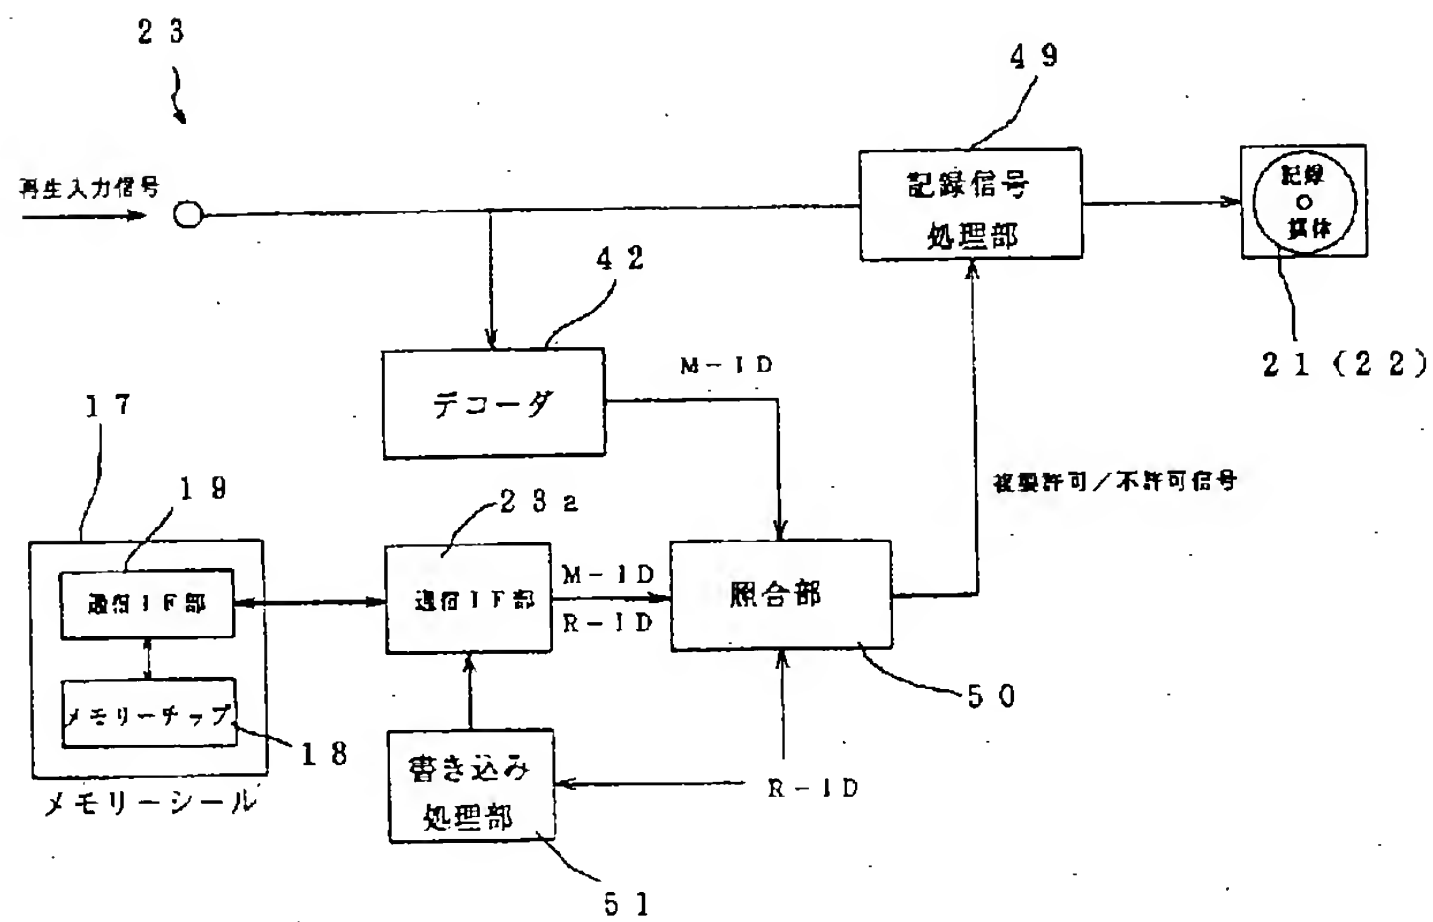 23
49
再生入力信号
記録信号
処理部
記録
媒体
42
21(22)
M-ID
デコーダ
17
複製許可/不許可信号
19
23a
通信IF部
通信IF部
M-ID
R-ID
照合部
50
メモリーチップ
18
書き込み
処理部
R-ID
メモリーシール
51